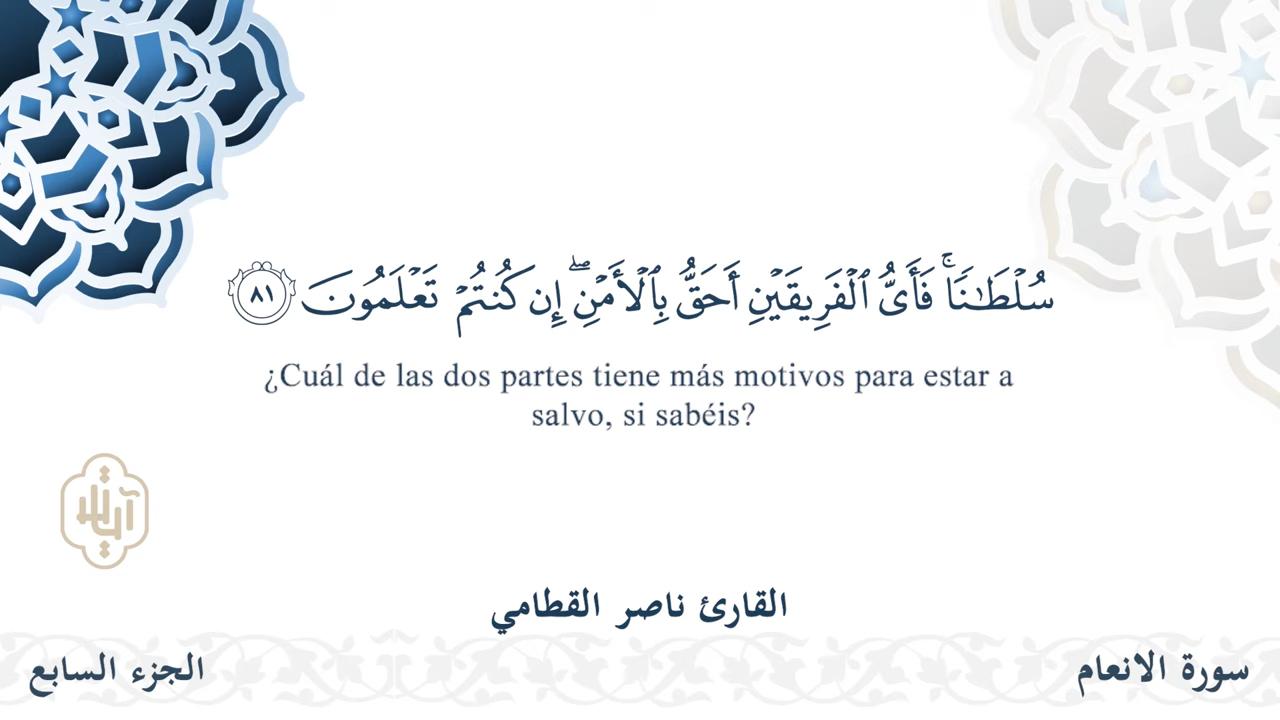 سُلْطَـٰنًاۚ فَأَىُّ ٱلْفَرِيقَيْنِ أَحَقُّ بِٱلْأَمْنِۖ إِن كُنتُمْ تَعْلَمُونَ ٨١
¿Cuál de las dos partes tiene más motivos para estar a
salvo, si sabéis?
القارئ ناصر القطامي
سورة الانعام
الجزء السابع